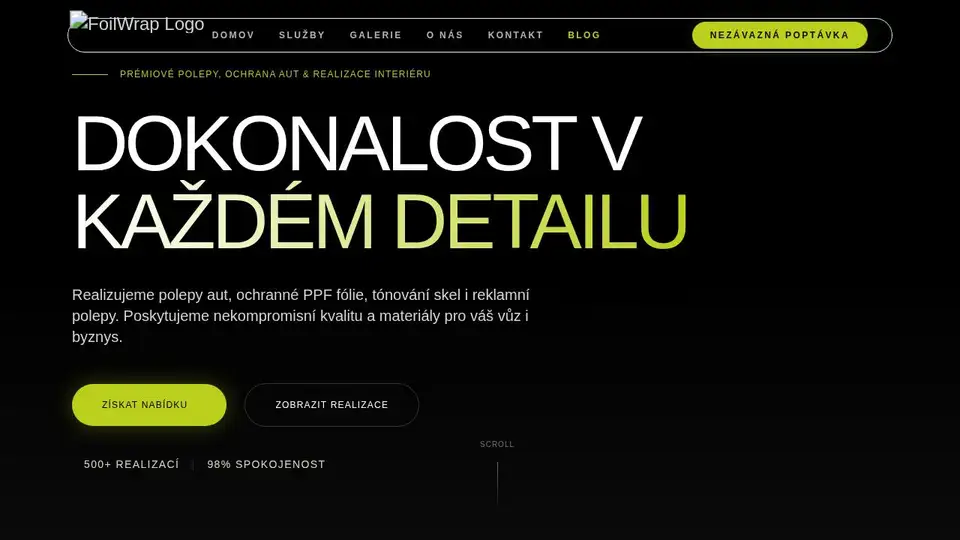 FoilWrap Logo
DOMOV SLUŽBY GALERIE O NÁS KONTAKT BLOG NEZÁVAZNÁ POPTÁVKA
PRÉMIOVÉ POLEPY, OCHRANA AUT & REALIZACE INTERIÉRU
DOKONALOST V
KAŽDÉM DETAILU
Realizujeme polepy aut, ochranné PPF fólie, tónování skel i reklamní
polepy. Poskytujeme nekompromisní kvalitu a materiály pro váš vůz i
byznys.
ZÍSKAT NABÍDKU ZOBRAZIT REALIZACE
SCROLL
500+ REALIZACÍ | 98% SPOKOJENOST